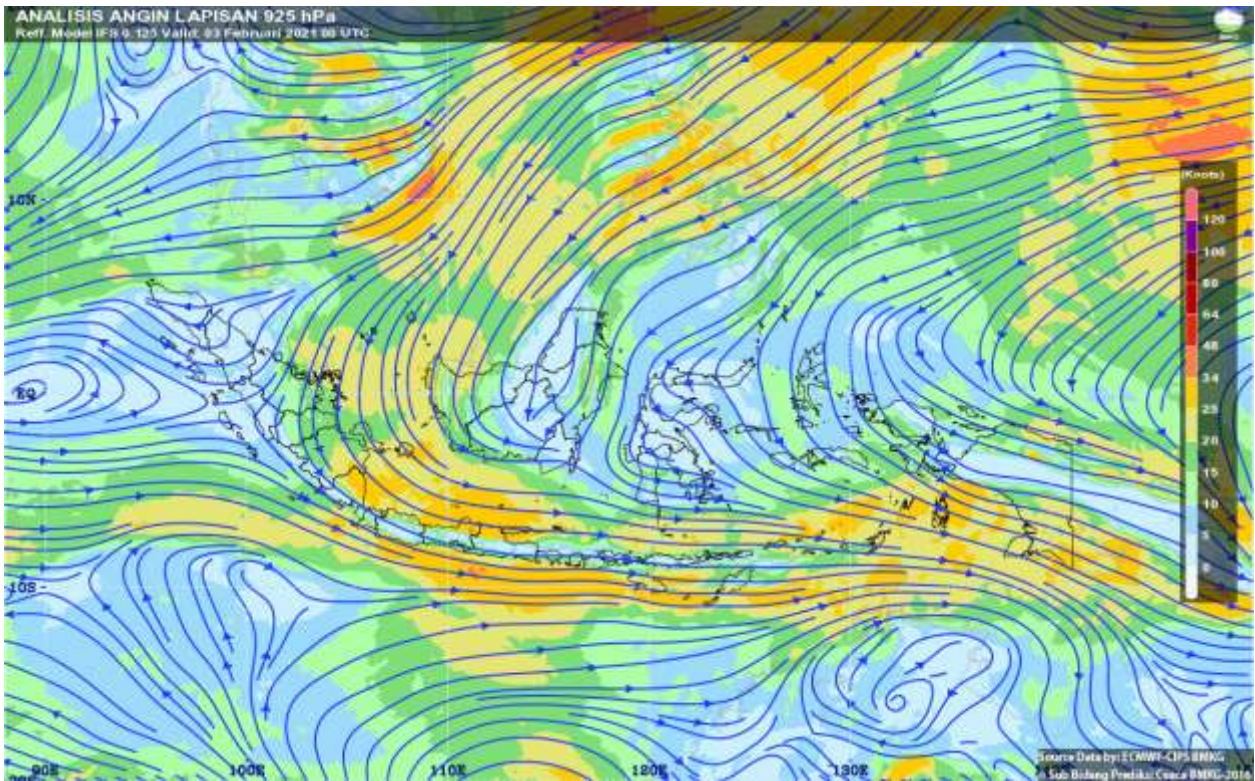 ANALISIS ANGIN LAPISAN 925 hPa
Reff. Model IFS 0.125 Valid: 03 Februari 2021 00 UTC
(Knots)
120
100
80
64
48
34
25
20
15
10
5
0
10N
EQ
10S
90E
100E
110E
120E
130E
Source Data by: ECMWF-CIPS BMKG
Sub Bidang Prediksi
BMKG-20